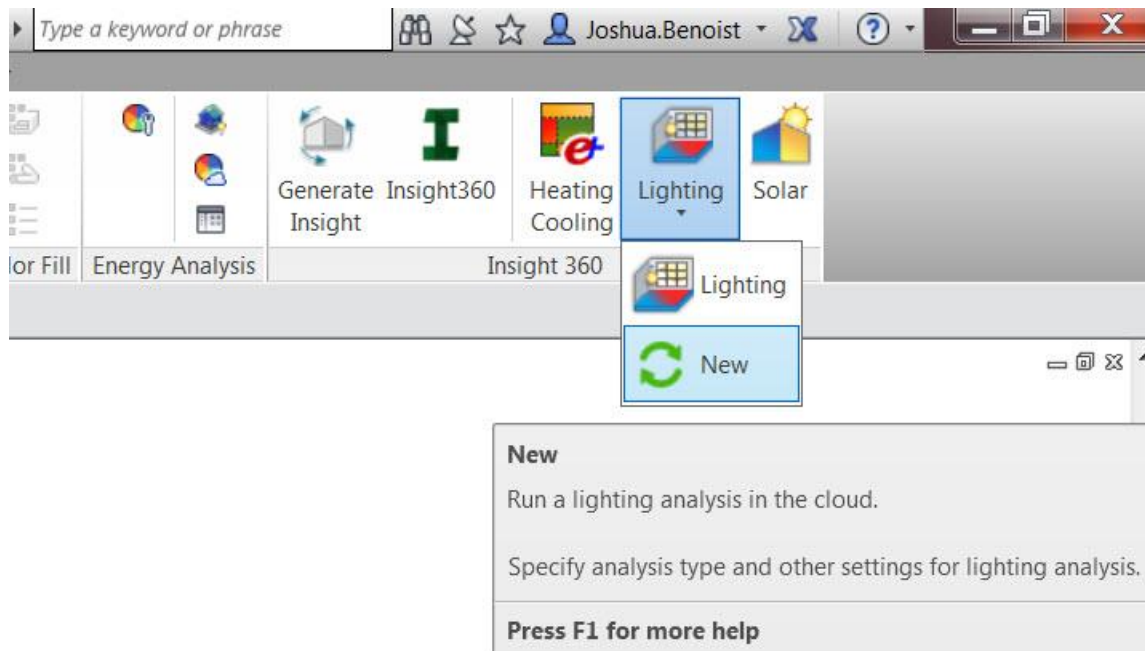 Type a keyword or phrase
Joshua.Benoist
Generate Insight360 Heating Lighting Solar
Insight Cooling
lor Fill Energy Analysis Insight 360
Lighting
New
New
Run a lighting analysis in the cloud.
Specify analysis type and other settings for lighting analysis.
Press F1 for more help